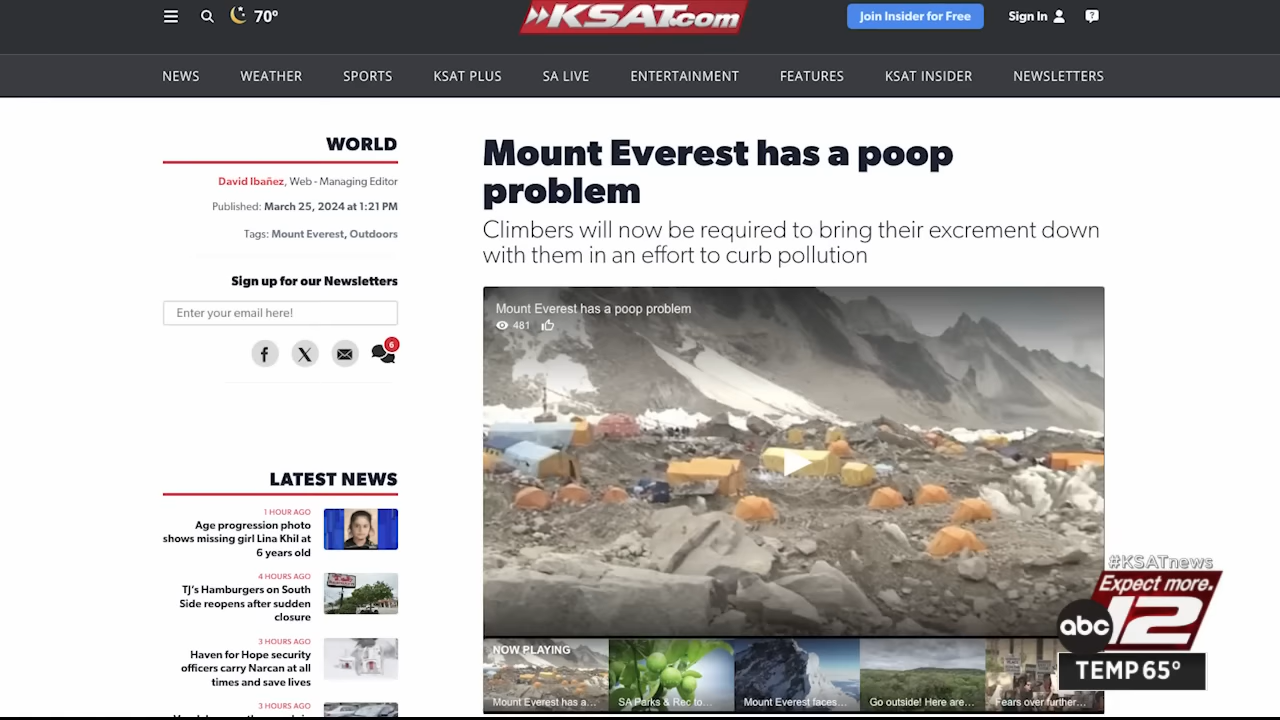 70°
KSAT.com
Join Insider for Free
Sign In
NEWS
WEATHER
SPORTS
KSAT PLUS
SA LIVE
ENTERTAINMENT
FEATURES
KSAT INSIDER
NEWSLETTERS
WORLD
David Ibañez, Web - Managing Editor
Published: March 25, 2024 at 1:21 PM
Tags: Mount Everest, Outdoors
Sign up for our Newsletters
Enter your email here!
6
LATEST NEWS
1 HOUR AGO
Age progression photo
shows missing girl Lina Khil at
6 years old
4 HOURS AGO
TJ's Hamburgers on South
Side reopens after sudden
closure
3 HOURS AGO
Haven for Hope security
officers carry Narcan at all
times and save lives
3 HOURS AGO
Mount Everest has a poop
problem
Climbers will now be required to bring their excrement down
with them in an effort to curb pollution
Mount Everest has a poop problem
481
NOW PLAYING
Mount Everest has a...
SA Parks & Rec to...
Mount Everest faces...
Go outside! Here are...
Fears over further...
#KSATnews
Expect more.
abc 12
TEMP 65°